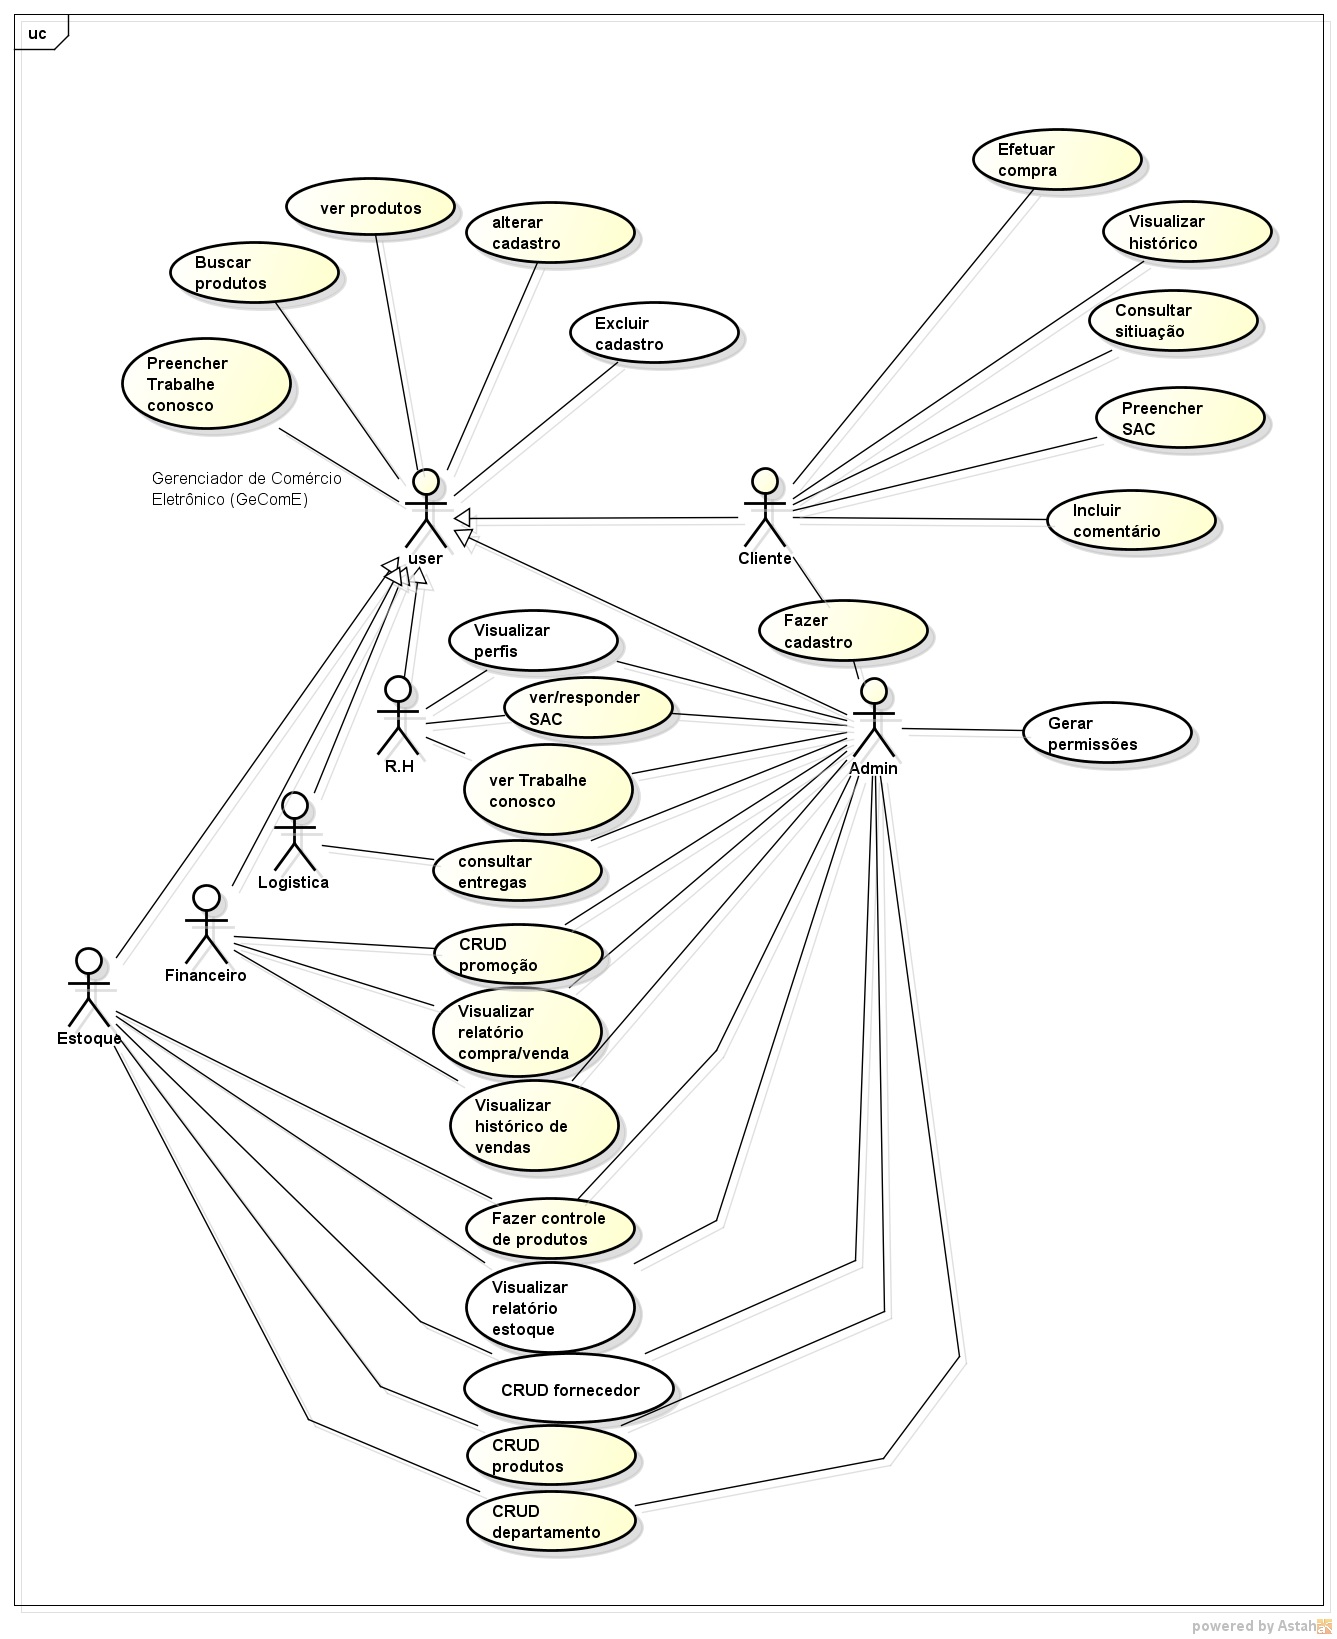 uc
Efetuar
compra
ver produtos
alterar
cadastro
Visualizar
histórico
Buscar
produtos
Consultar
sitiuação
Excluir
cadastro
Preencher
Trabalhe
conosco
Preencher
SAC
Gerenciador de Comércio
Eletrônico (GeComE)
Incluir
comentário
user
Cliente
Fazer
cadastro
Visualizar
perfis
ver/responder
SAC
Gerar
permissões
R.H
Admin
ver Trabalhe
conosco
Logistica
consultar
entregas
CRUD
promoção
Financeiro
Visualizar
relatório
compra/venda
Estoque
Visualizar
histórico de
vendas
Fazer controle
de produtos
Visualizar
relatório
estoque
CRUD fornecedor
CRUD
produtos
CRUD
departamento
powered by Astah